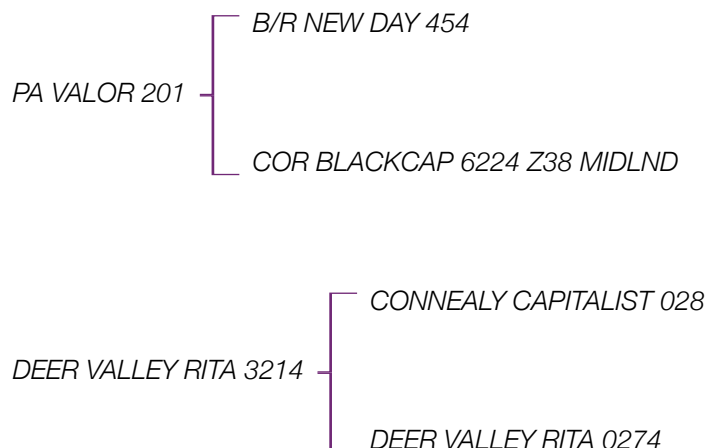 B/R NEW DAY 454
PA VALOR 201
COR BLACKCAP 6224 Z38 MIDLND
CONNEALY CAPITALIST 028
DEER VALLEY RITA 3214
DEER VALLEY RITA 0274